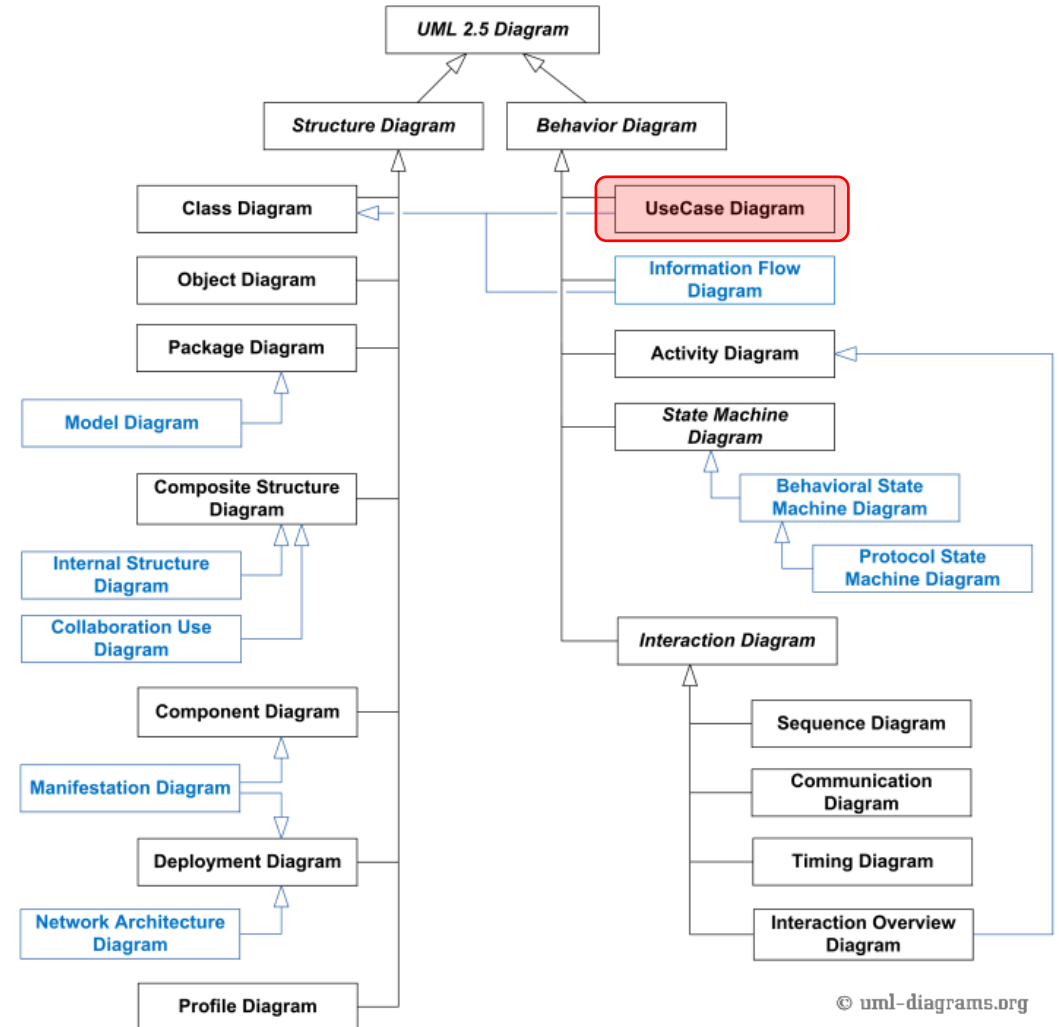 UML 2.5 Diagram
Structure Diagram
Behavior Diagram
Class Diagram
UseCase Diagram
Object Diagram
Information Flow
Diagram
Package Diagram
Activity Diagram
Model Diagram
State Machine
Diagram
Composite Structure
Diagram
Behavioral State
Machine Diagram
Internal Structure
Diagram
Protocol State
Machine Diagram
Collaboration Use
Diagram
Interaction Diagram
Component Diagram
Sequence Diagram
Manifestation Diagram
Communication
Diagram
Deployment Diagram
Timing Diagram
Network Architecture
Diagram
Interaction Overview
Diagram
Profile Diagram
© uml-diagrams.org